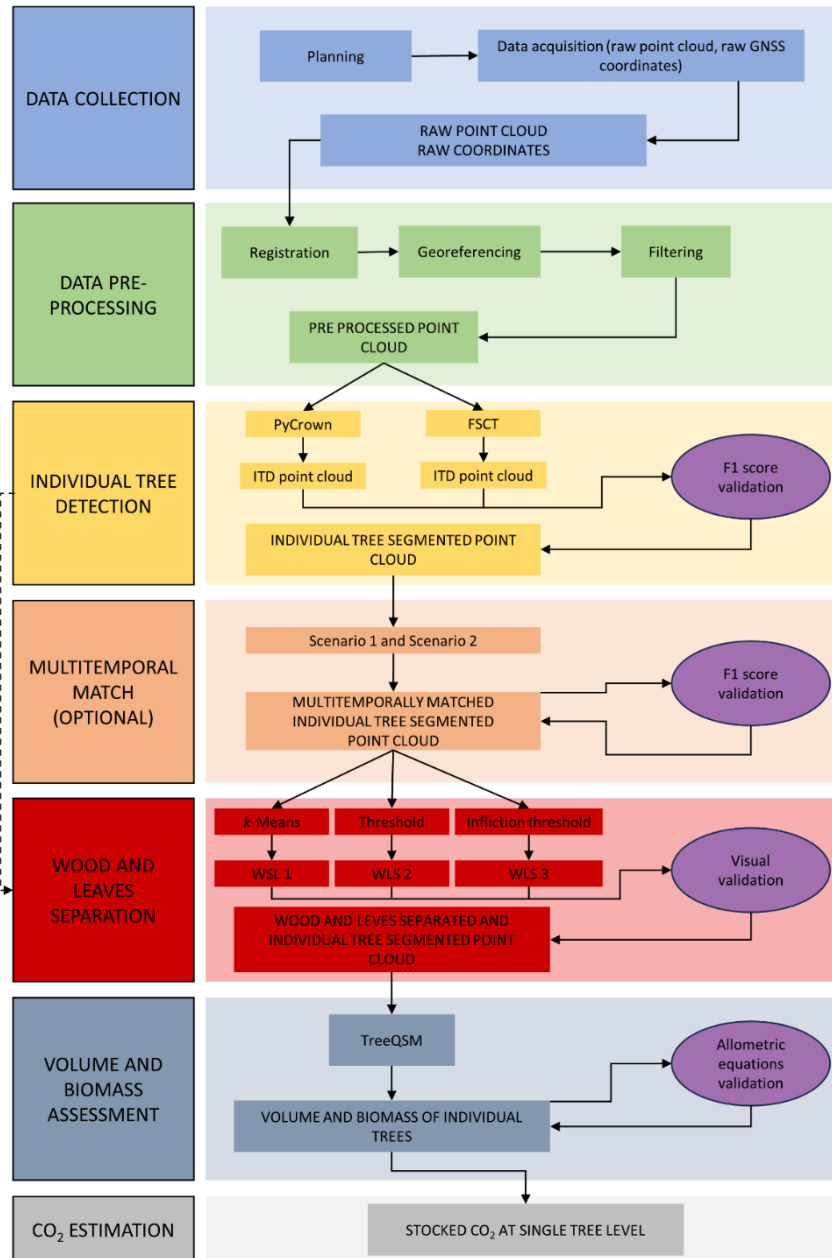 DATA COLLECTION
Planning
Data acquisition (raw point cloud, raw GNSS
coordinates)
RAW POINT CLOUD
RAW COORDINATES
DATA PRE-
PROCESSING
Registration
Georeferencing
Filtering
PRE PROCESSED POINT
CLOUD
INDIVIDUAL TREE
DETECTION
PyCrown
FSCT
ITD point cloud
ITD point cloud
F1 score
validation
INDIVIDUAL TREE SEGMENTED POINT
CLOUD
MULTITEMPORAL
MATCH
(OPTIONAL)
Scenario 1 and Scenario 2
MULTITEMPORALLY MATCHED
INDIVIDUAL TREE SEGMENTED
POINT CLOUD
F1 score
validation
WOOD AND
LEAVES
SEPARATION
k-Means
Threshold
Infliction threshold
WSL 1
WLS 2
WLS 3
Visual
validation
WOOD AND LEVES SEPARATED AND
INDIVIDUAL TREE SEGMENTED POINT
CLOUD
VOLUME AND
BIOMASS
ASSESSMENT
TreeQSM
Allometric
equations
validation
VOLUME AND BIOMASS OF INDIVIDUAL
TREES
CO₂ ESTIMATION
STOCKED CO₂ AT SINGLE TREE LEVEL